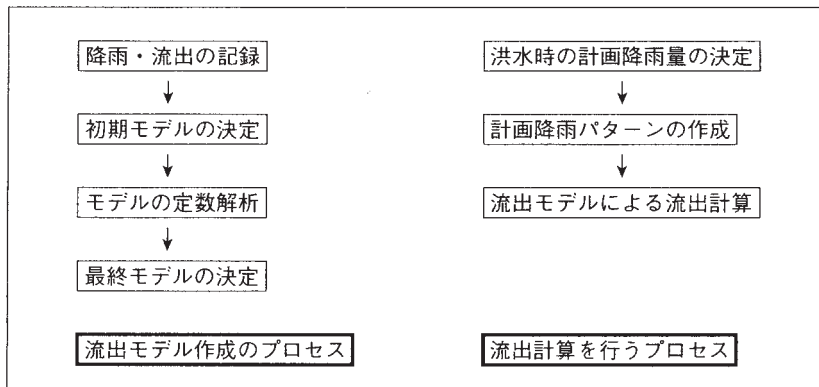 降雨・流出の記録
↓
初期モデルの決定
↓
モデルの定数解析
↓
最終モデルの決定
流出モデル作成のプロセス
洪水時の計画降雨量の決定
↓
計画降雨パターンの作成
↓
流出モデルによる流出計算
流出計算を行うプロセス